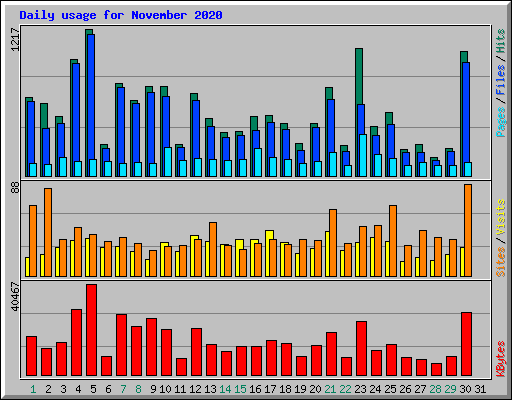 Daily usage for November 2020
1217
Pages / Files / Hits
88
Sites / Visits
40467
KBytes
1 2 3 4 5 6 7 8 9 10 11 12 13 14 15 16 17 18 19 20 21 22 23 24 25 26 27 28 29 30 31